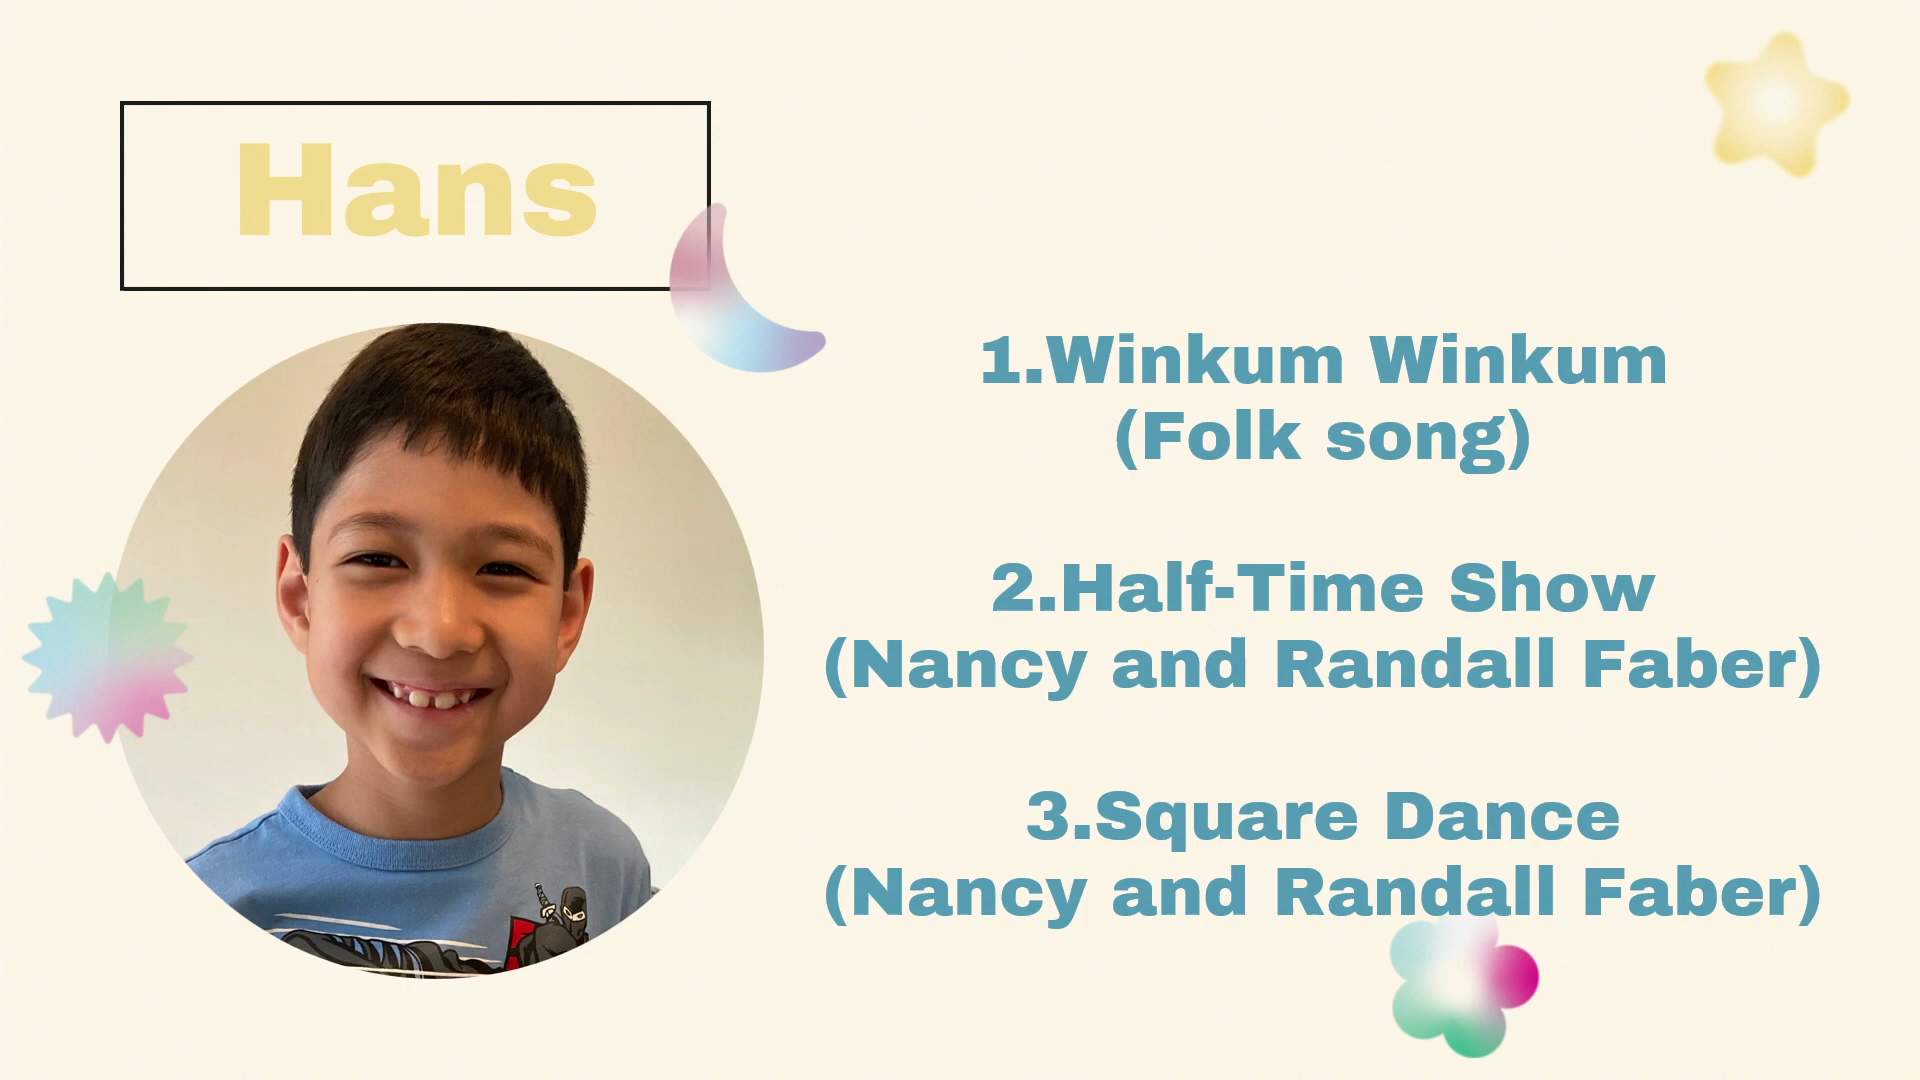 Hans
1.Winkum Winkum
(Folk song)
2.Half-Time Show
(Nancy and Randall Faber)
3.Square Dance
(Nancy and Randall Faber)